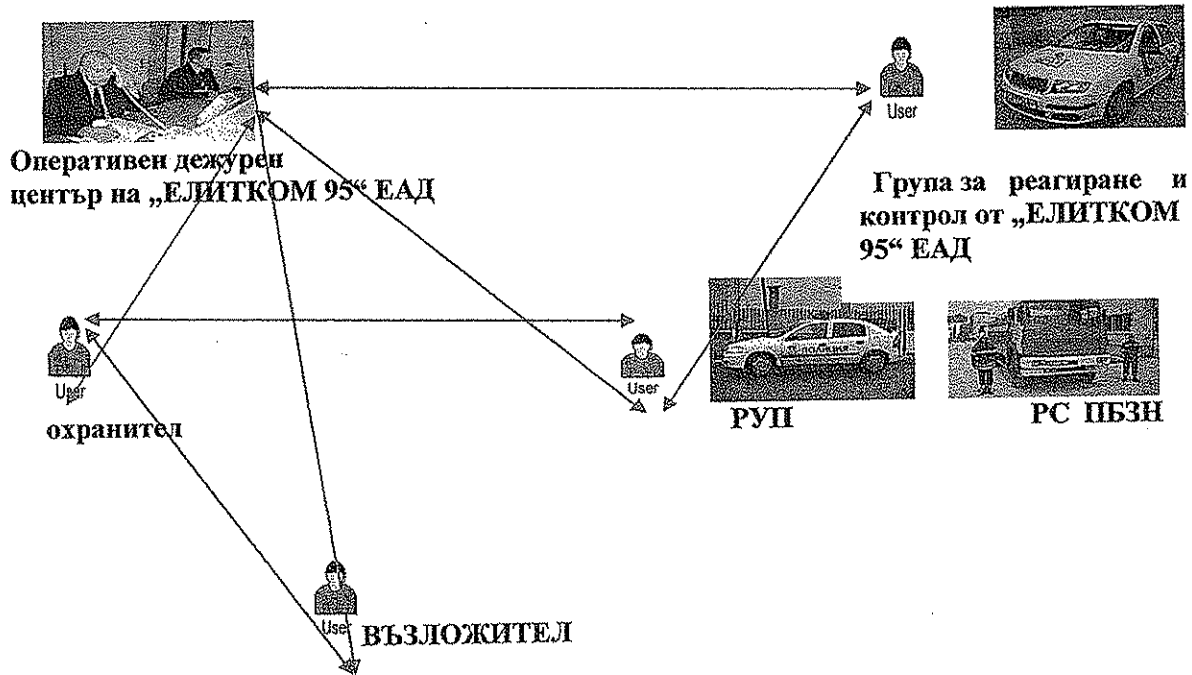 User
Оперативен дежурен
център на „ЕЛИТКОМ 95“ ЕАД
Група за реагиране и
контрол от „ЕЛИТКОМ
95“ ЕАД
User
охранител
User
ПОЛИЦИЯ
РУП
РС ПБЗН
User
ВЪЗЛОЖИТЕЛ